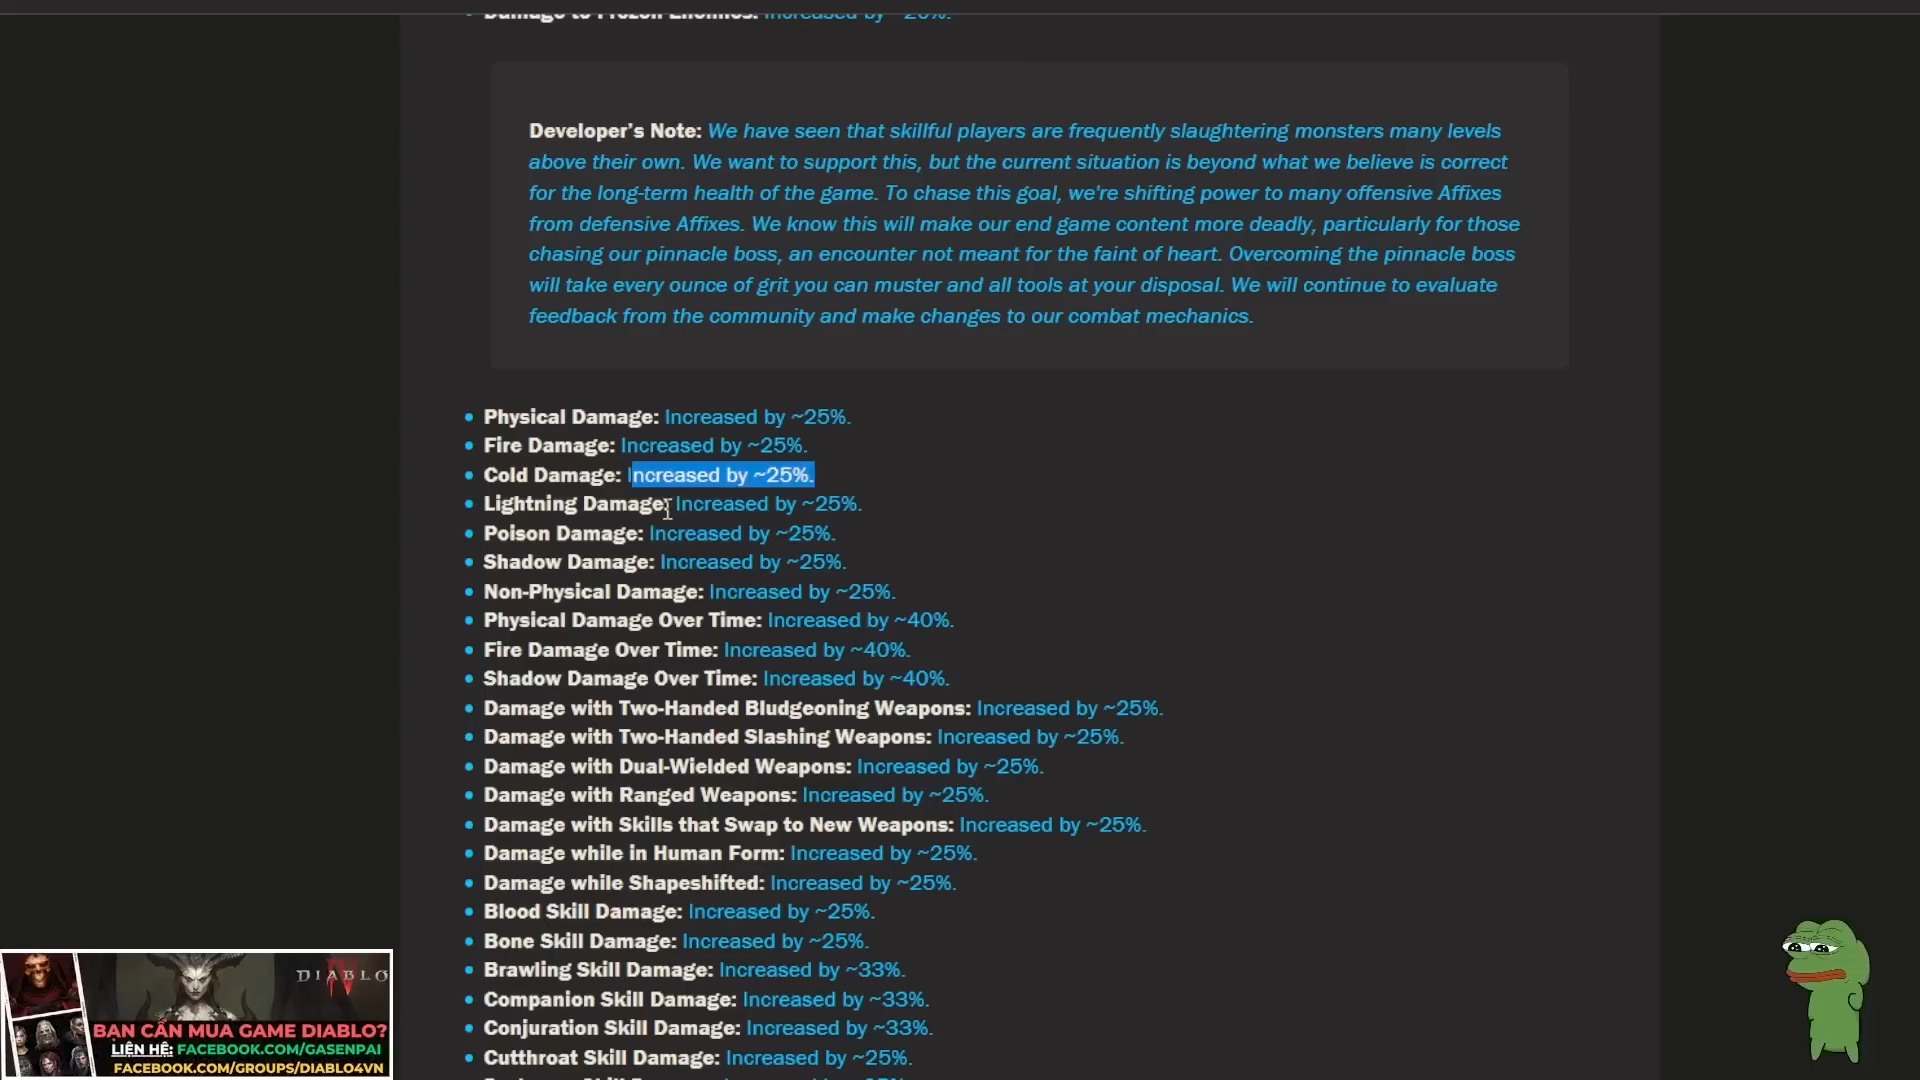 Damage to Frozen Enemies: Increased by ~20%.
Developer’s Note: We have seen that skillful players are frequently slaughtering monsters many levels
above their own. We want to support this, but the current situation is beyond what we believe is correct
for the long-term health of the game. To chase this goal, we're shifting power to many offensive Affixes
from defensive Affixes. We know this will make our end game content more deadly, particularly for those
chasing our pinnacle boss, an encounter not meant for the faint of heart. Overcoming the pinnacle boss
will take every ounce of grit you can muster and all tools at your disposal. We will continue to evaluate
feedback from the community and make changes to our combat mechanics.
Physical Damage: Increased by ~25%.
Fire Damage: Increased by ~25%.
Cold Damage: Increased by ~25%.
Lightning Damage: Increased by ~25%.
Poison Damage: Increased by ~25%.
Shadow Damage: Increased by ~25%.
Non-Physical Damage: Increased by ~25%.
Physical Damage Over Time: Increased by ~40%.
Fire Damage Over Time: Increased by ~40%.
Shadow Damage Over Time: Increased by ~40%.
Damage with Two-Handed Bludgeoning Weapons: Increased by ~25%.
Damage with Two-Handed Slashing Weapons: Increased by ~25%.
Damage with Dual-Wielded Weapons: Increased by ~25%.
Damage with Ranged Weapons: Increased by ~25%.
Damage with Skills that Swap to New Weapons: Increased by ~25%.
Damage while in Human Form: Increased by ~25%.
Damage while Shapeshifted: Increased by ~25%.
Blood Skill Damage: Increased by ~25%.
Bone Skill Damage: Increased by ~25%.
Brawling Skill Damage: Increased by ~33%.
Companion Skill Damage: Increased by ~33%.
Conjuration Skill Damage: Increased by ~33%.
Cutthroat Skill Damage: Increased by ~25%.
DIABLO IV
BẠN CẦN MUA GAME DIABLO?
LIÊN HỆ: FACEBOOK.COM/GASENPAI
FACEBOOK.COM/GROUPS/DIABLO4VN